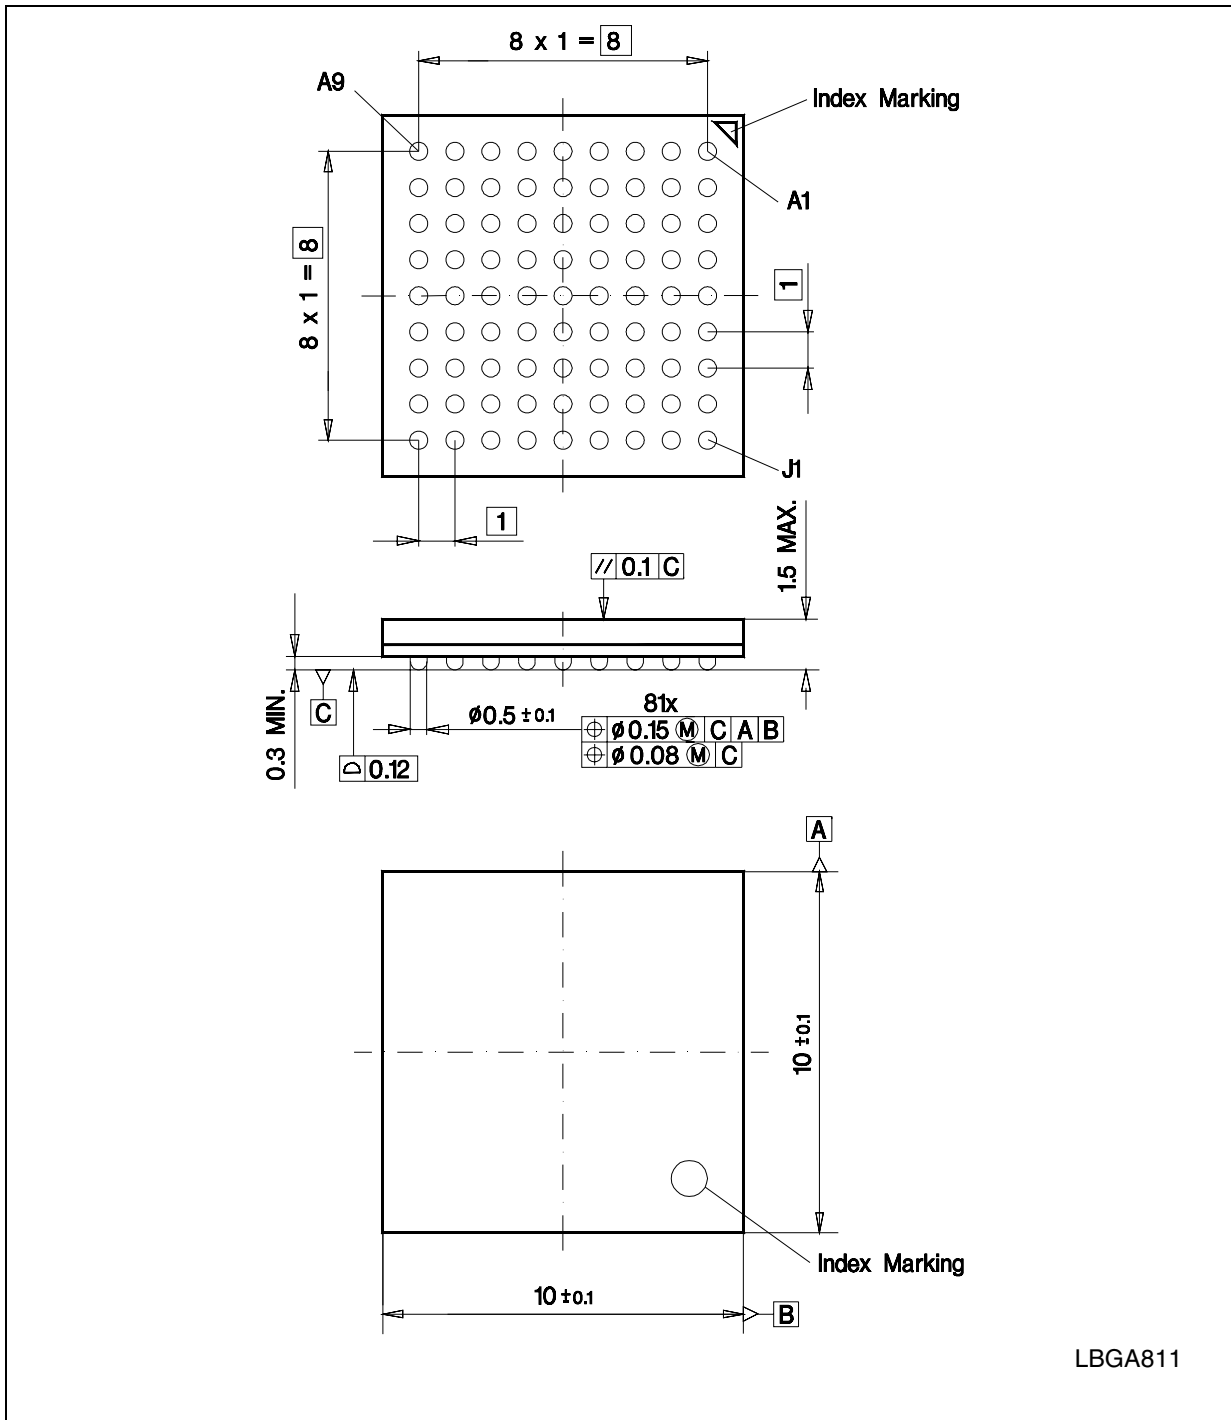 8 x 1 = 8
A9
Index Marking
A1
8 x 1 = 8
1
J1
1
1.5 MAX.
// 0.1 C
0.3 MIN.
C
ø0.5 ±0.1
81x
⌖ ø 0.15 Ⓜ C A B
⌖ ø 0.08 Ⓜ C
⌓ 0.12
A
10 ±0.1
Index Marking
10 ±0.1
B
LBGA811